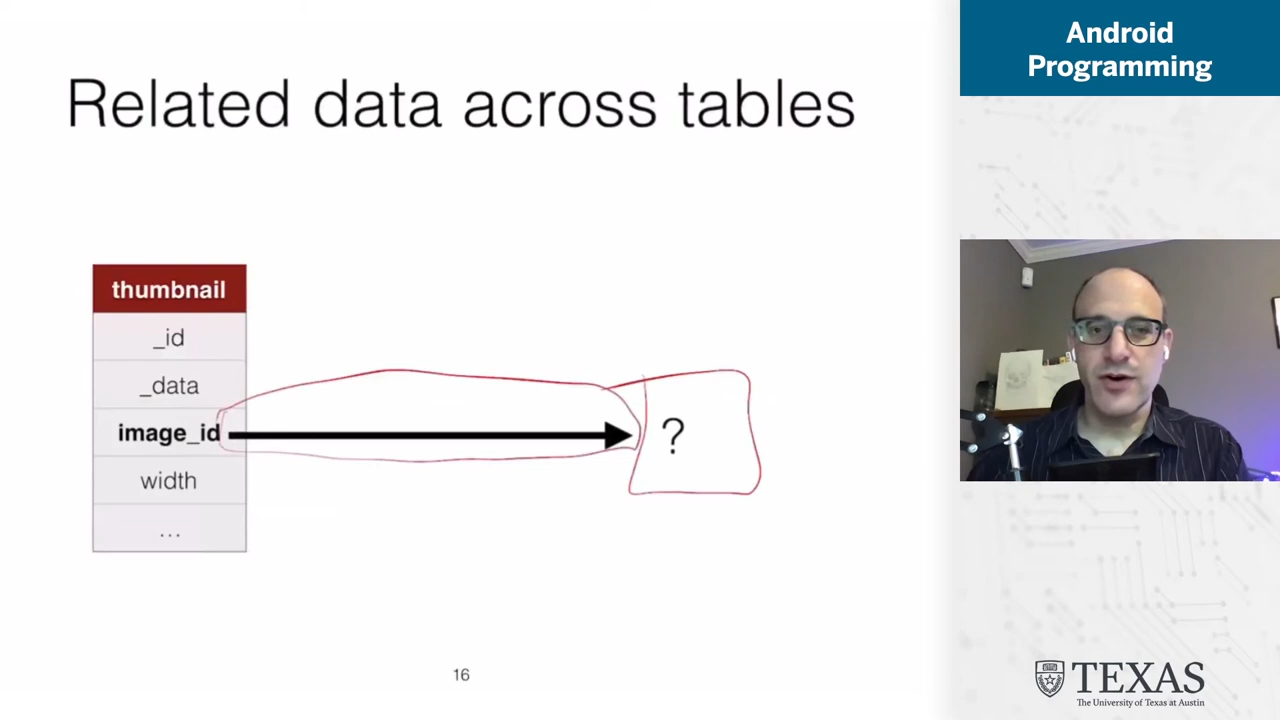 Related data across tables
thumbnail
_id
_data
image_id
?
width
...
16
Android
Programming
TEXAS
The University of Texas at Austin